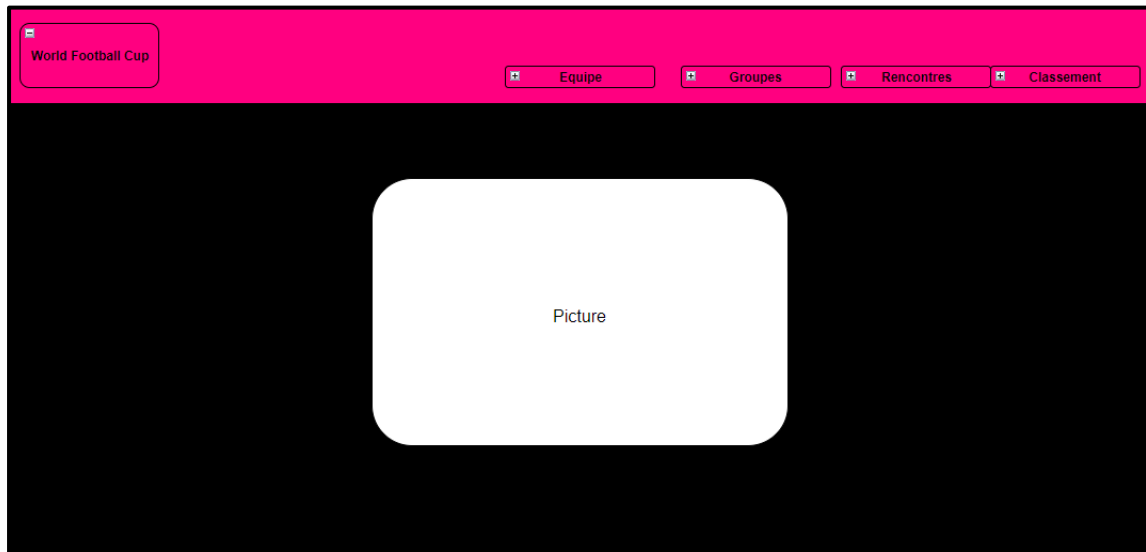 World Football Cup
Equipe
Groupes
Rencontres
Classement
Picture